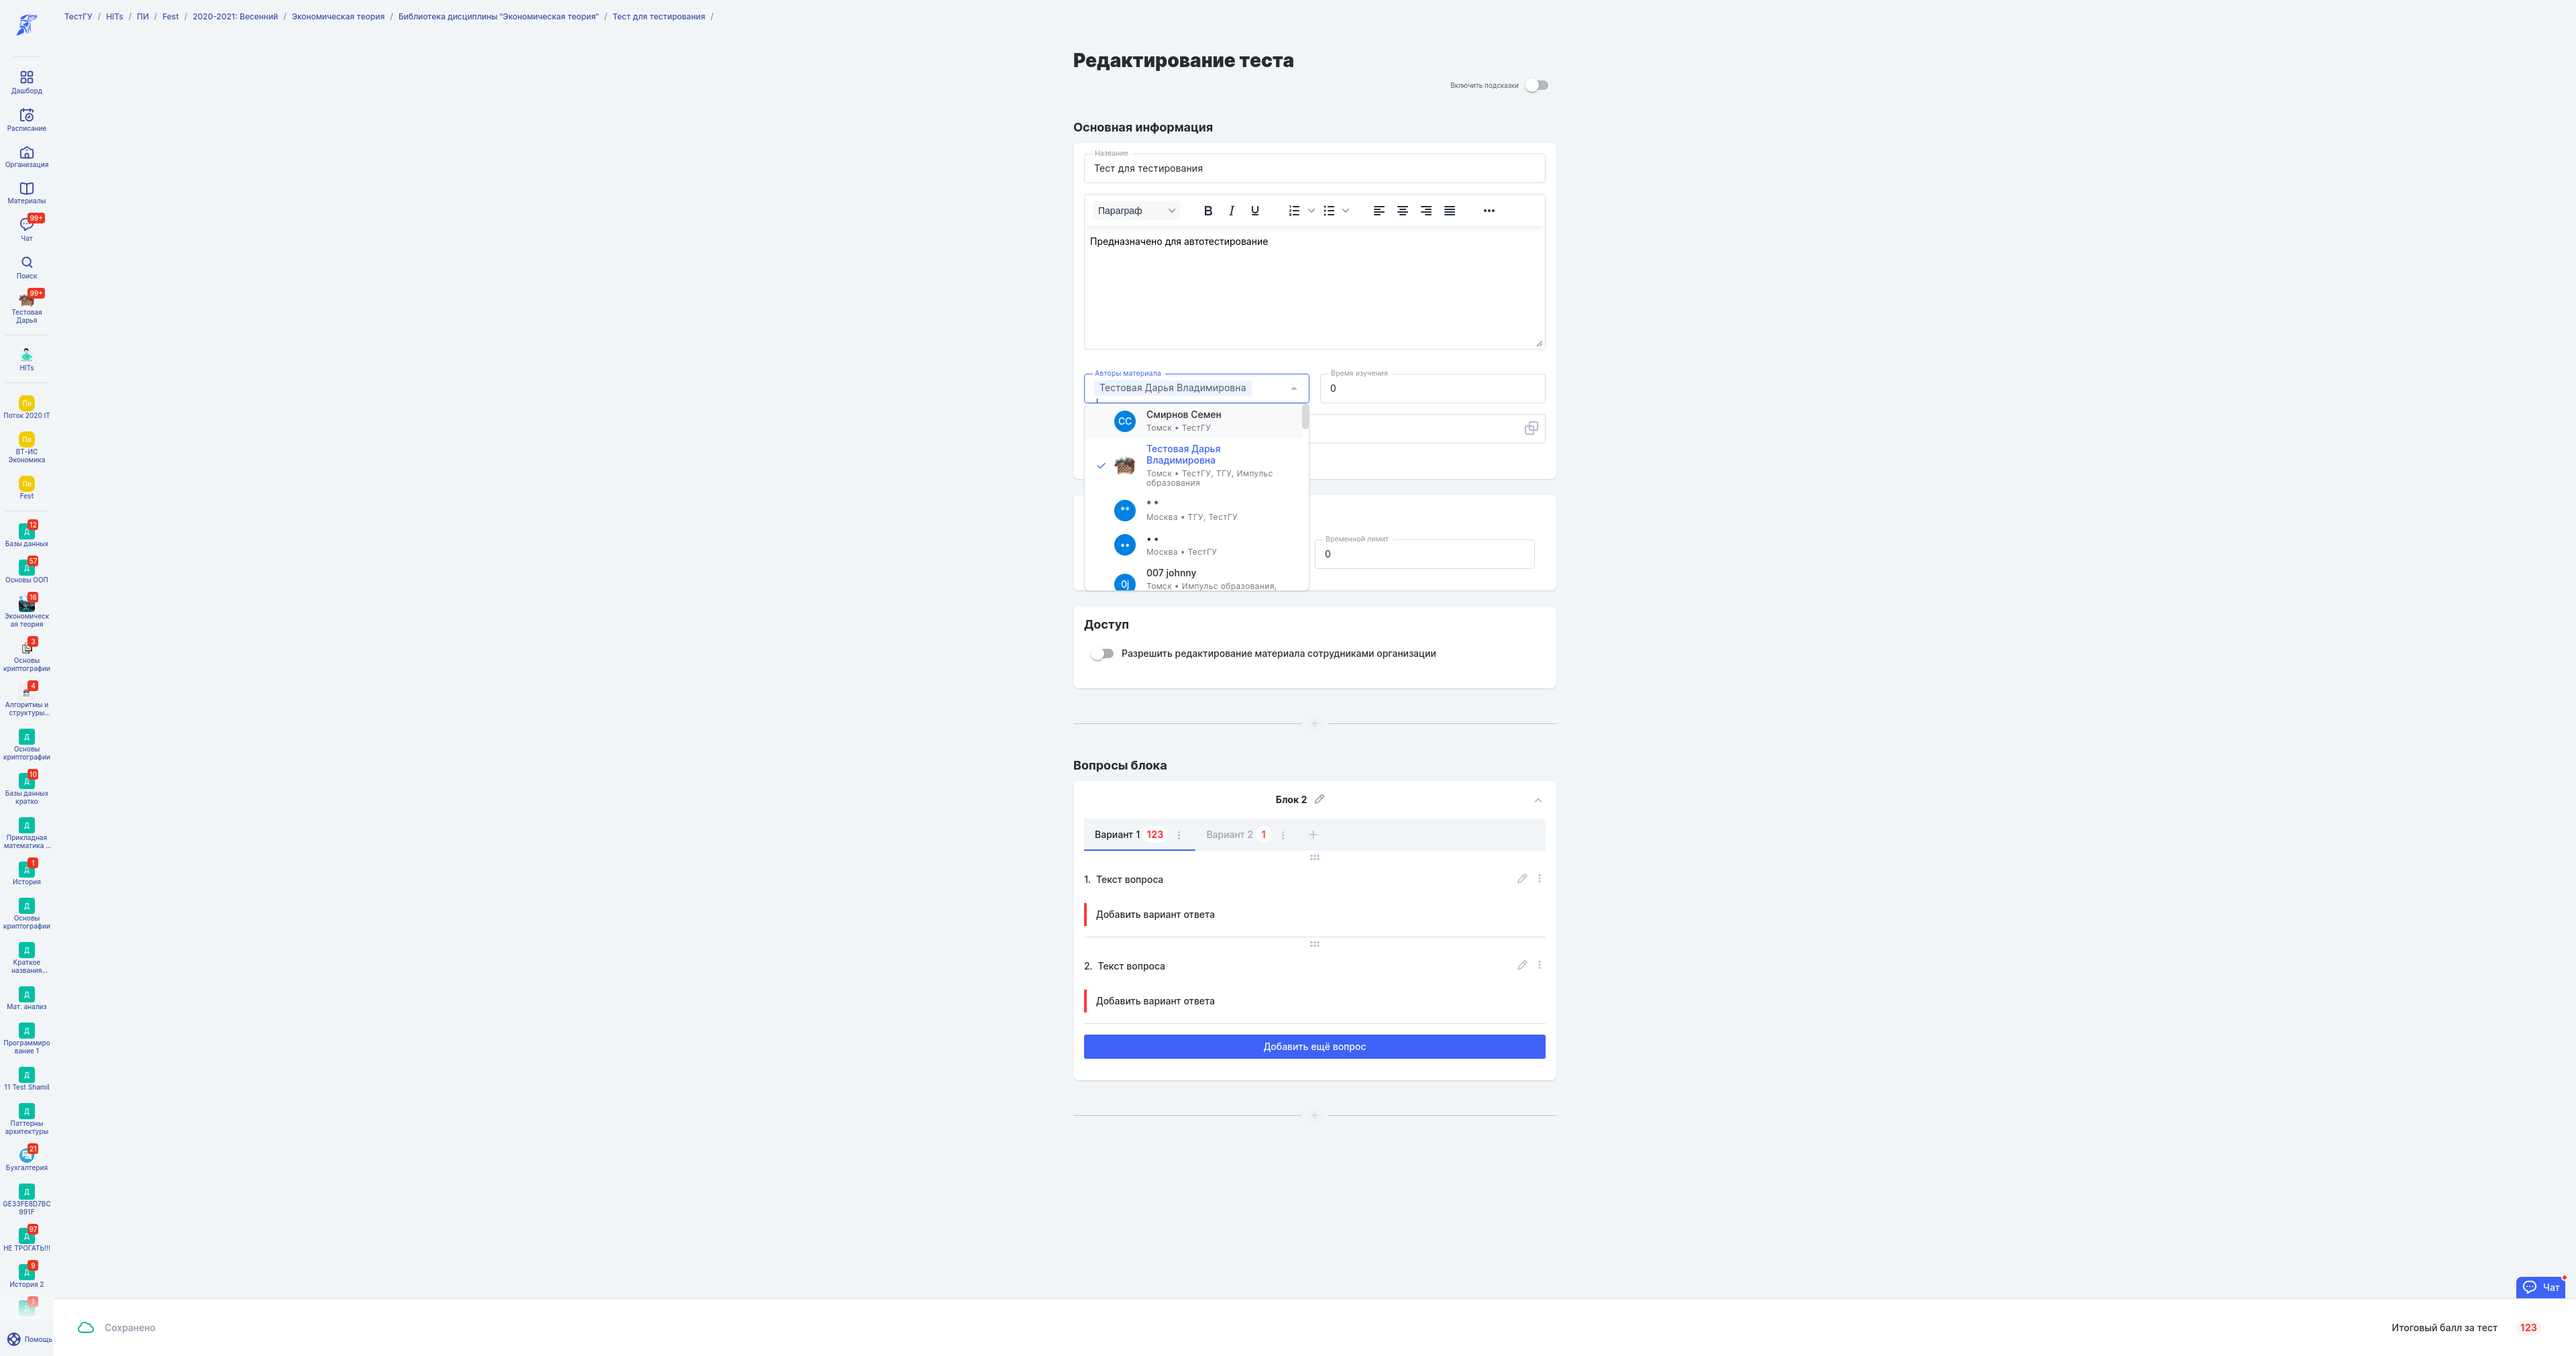 ТестГУ / HITs / ПИ / Fest / 2020-2021: Весенний / Экономическая теория / Библиотека дисциплины "Экономическая теория" / Тест для тестирования /
Дашборд
Расписание
Организация
Материалы
99+
Чат
Поиск
99+
Тестовая
Дарья
HITs
По
Поток 2020 IT
По
ВТ-ИС
Экономика
По
Fest
12
Д
Базы данных
57
Д
Основы ООП
16
Экономическ
ая теория
3
Основы
криптографии
4
Алгоритмы и
структуры...
Д
Основы
криптографии
10
Д
Базы данных
кратко
Д
Прикладная
математика ...
1
Д
История
Д
Основы
криптографии
Д
Краткое
названия...
Д
Мат. анализ
Д
Программиро
вание 1
Д
11 Test Shamil
Д
Паттерны
архитектуры
21
Бухгалтерия
Д
GE33FE8D7BC
991F
97
Д
НЕ ТРОГАТЬ!!!
9
Д
История 2
1
Д
Помощь
Редактирование теста
Включить подсказки
Основная информация
Название
Тест для тестирования
Параграф B I U
Предназначено для автотестирование
Авторы материала
Тестовая Дарья Владимировна
Время изучения
0
СС
Смирнов Семен
Томск • ТестГУ
Тестовая Дарья
Владимировна
Томск • ТестГУ, ТГУ, Импульс
образования
**
* *
Москва • ТГУ, ТестГУ
••
• •
Москва • ТестГУ
0j
007 johnny
Томск • Импульс образования,
Временной лимит
0
Доступ
Разрешить редактирование материала сотрудниками организации
Вопросы блока
Блок 2
Вариант 1 123 Вариант 2 1
1. Текст вопроса
Добавить вариант ответа
2. Текст вопроса
Добавить вариант ответа
Добавить ещё вопрос
Чат
Сохранено
Итоговый балл за тест 123